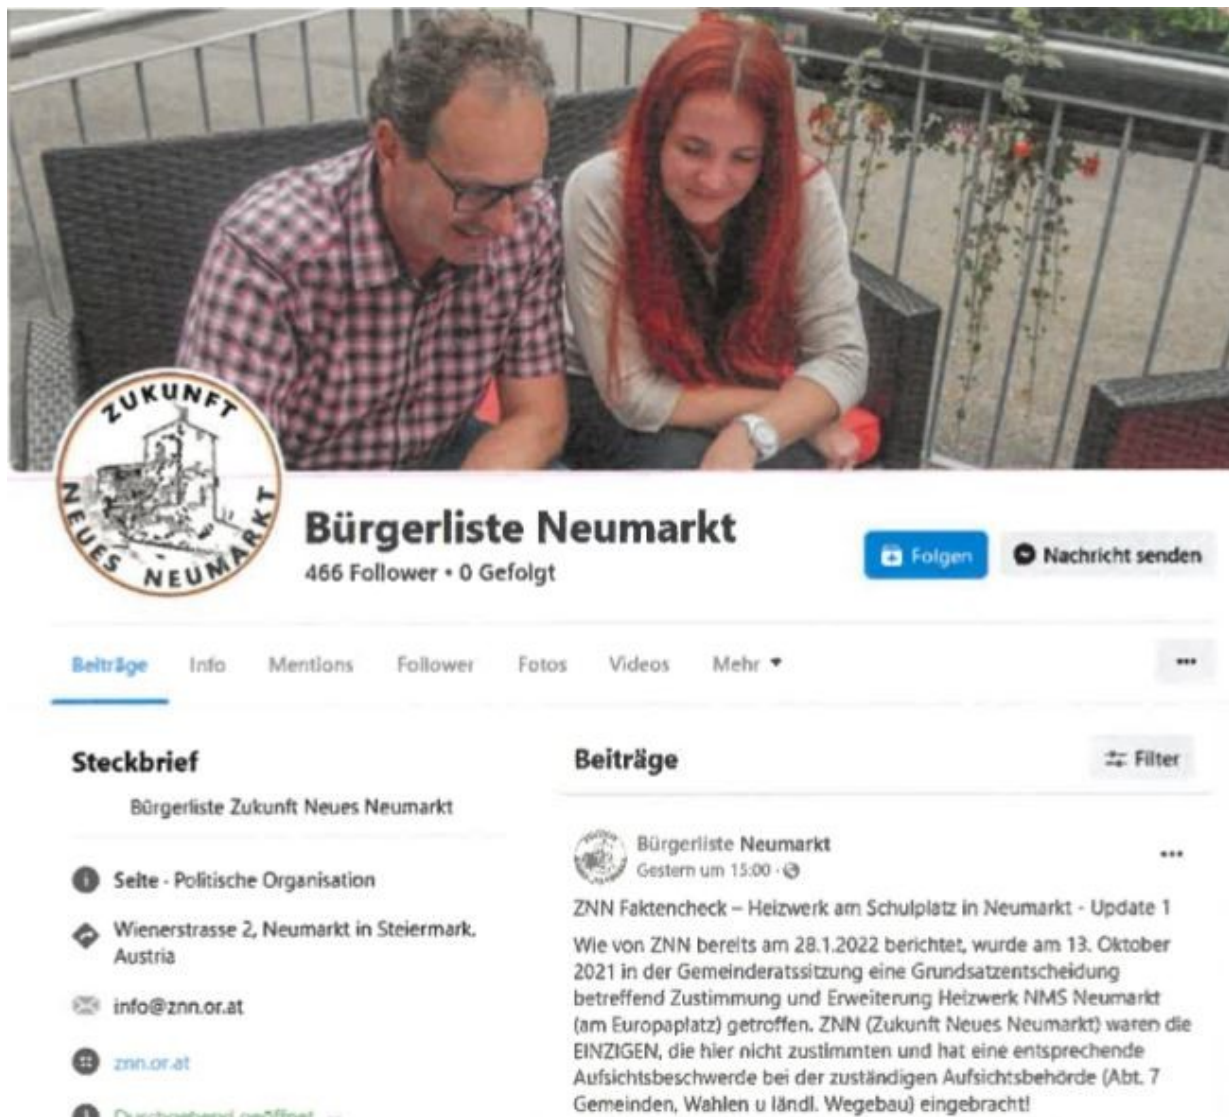 ZUKUNFT
NEUES NEUMARKT
Bürgerliste Neumarkt
466 Follower • 0 Gefolgt
Folgen
Nachricht senden
Beiträge Info Mentions Follower Fotos Videos Mehr
Steckbrief
Bürgerliste Zukunft Neues Neumarkt
Seite - Politische Organisation
Wienerstrasse 2, Neumarkt in Steiermark,
Austria
info@znn.or.at
znn.or.at
Durchgehend geöffnet
Beiträge
Filter
Bürgerliste Neumarkt
Gestern um 15:00 ·
ZNN Faktencheck – Heizwerk am Schulplatz in Neumarkt - Update 1
Wie von ZNN bereits am 28.1.2022 berichtet, wurde am 13. Oktober
2021 in der Gemeinderatssitzung eine Grundsatzentscheidung
betreffend Zustimmung und Erweiterung Heizwerk NMS Neumarkt
(am Europaplatz) getroffen. ZNN (Zukunft Neues Neumarkt) waren die
EINZIGEN, die hier nicht zustimmten und hat eine entsprechende
Aufsichtsbeschwerde bei der zuständigen Aufsichtsbehörde (Abt. 7
Gemeinden, Wahlen u ländl. Wegebau) eingebracht!